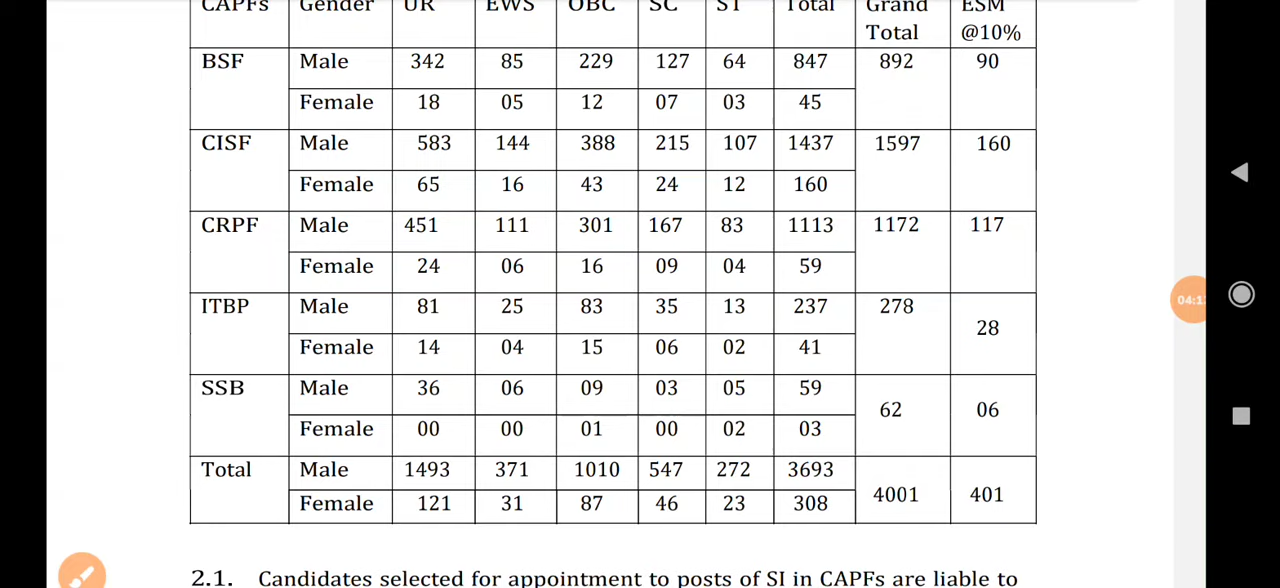 CAPFs Gender UR EWS OBC SC ST Total Grand Total ESM @10%
BSF Male 342 85 229 127 64 847 892 90
Female 18 05 12 07 03 45
CISF Male 583 144 388 215 107 1437 1597 160
Female 65 16 43 24 12 160
CRPF Male 451 111 301 167 83 1113 1172 117
Female 24 06 16 09 04 59
ITBP Male 81 25 83 35 13 237 278 28
Female 14 04 15 06 02 41
SSB Male 36 06 09 03 05 59 62 06
Female 00 00 01 00 02 03
Total Male 1493 371 1010 547 272 3693 4001 401
Female 121 31 87 46 23 308
2.1. Candidates selected for appointment to posts of SI in CAPFs are liable to